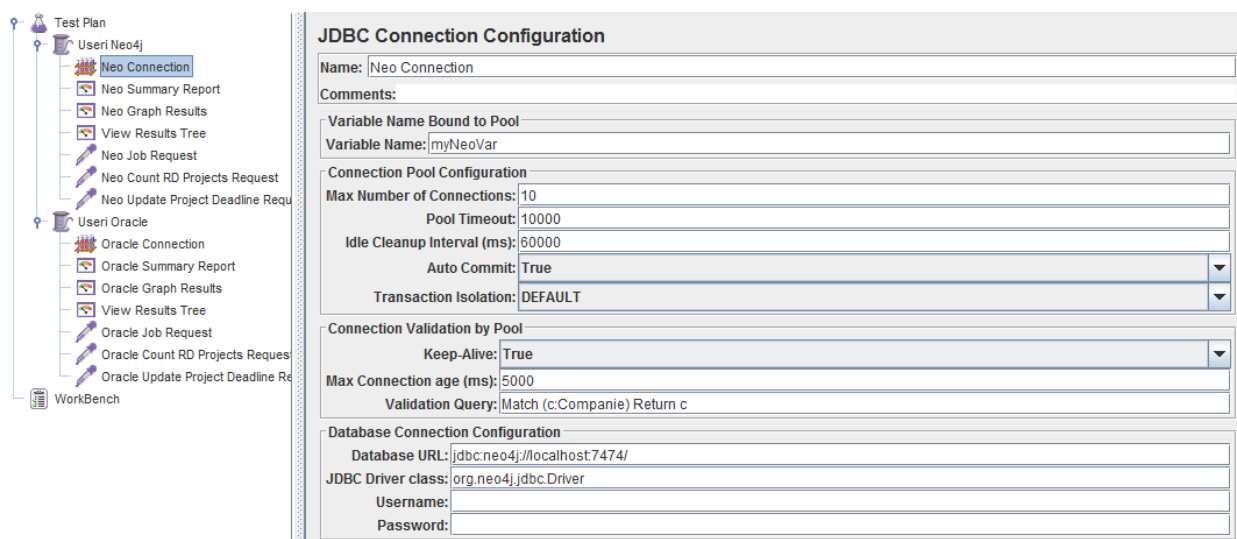 Test Plan
Useri Neo4j
Neo Connection
Neo Summary Report
Neo Graph Results
View Results Tree
Neo Job Request
Neo Count RD Projects Request
Neo Update Project Deadline Requ
Useri Oracle
Oracle Connection
Oracle Summary Report
Oracle Graph Results
View Results Tree
Oracle Job Request
Oracle Count RD Projects Reques
Oracle Update Project Deadline Re
WorkBench
JDBC Connection Configuration
Name: Neo Connection
Comments:
Variable Name Bound to Pool
Variable Name: myNeoVar
Connection Pool Configuration
Max Number of Connections: 10
Pool Timeout: 10000
Idle Cleanup Interval (ms): 60000
Auto Commit: True
Transaction Isolation: DEFAULT
Connection Validation by Pool
Keep-Alive: True
Max Connection age (ms): 5000
Validation Query: Match (c:Companie) Return c
Database Connection Configuration
Database URL: jdbc:neo4j://localhost:7474/
JDBC Driver class: org.neo4j.jdbc.Driver
Username:
Password: